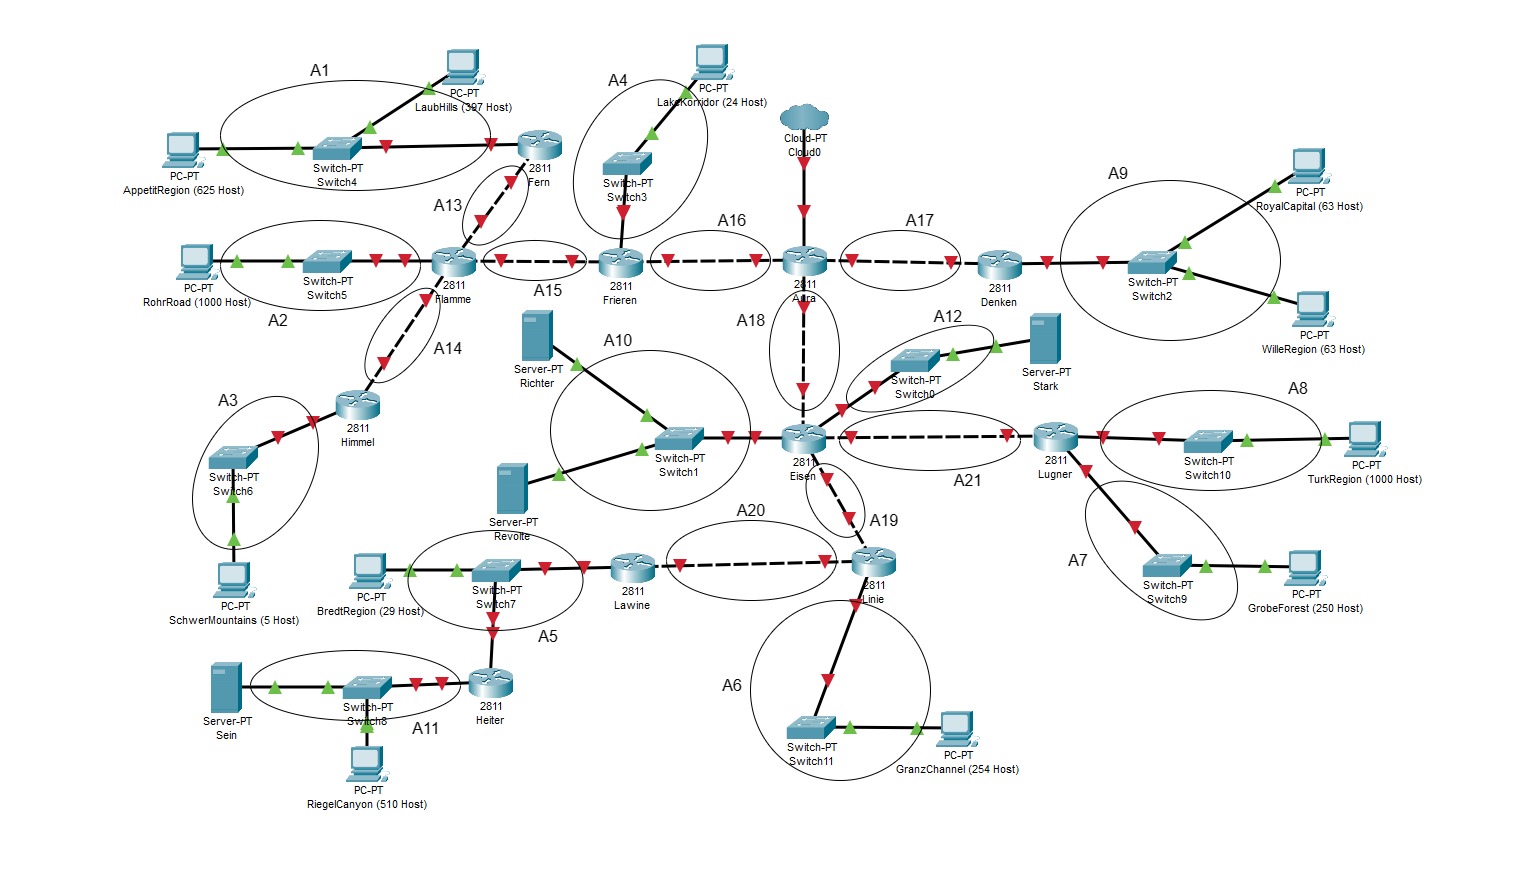 A1
PC-PT
LaubHills (397 Host)
PC-PT
AppetitRegion (625 Host)
Switch-PT
Switch4
2811
Fern
A4
PC-PT
LakeKorridor (24 Host)
Switch-PT
Switch3
Cloud-PT
Cloud0
A9
PC-PT
RoyalCapital (63 Host)
A13
A16
A17
PC-PT
RohrRoad (1000 Host)
Switch-PT
Switch5
A2
2811
Flamme
A15
2811
Frieren
2811
Aura
2811
Denken
Switch-PT
Switch2
PC-PT
WilleRegion (63 Host)
A14
A18
A12
A10
Server-PT
Richter
Switch-PT
Switch0
Server-PT
Stark
A3
2811
Himmel
A8
Switch-PT
Switch6
Switch-PT
Switch1
2811
Eisen
2811
Lugner
Switch-PT
Switch10
PC-PT
TurkRegion (1000 Host)
A21
Server-PT
Revolte
A20
A19
A7
Switch-PT
Switch9
PC-PT
GrobeForest (250 Host)
PC-PT
SchwerMountains (5 Host)
PC-PT
BredtRegion (29 Host)
Switch-PT
Switch7
2811
Lawine
2811
Linie
A5
A6
Server-PT
Sein
Switch-PT
Switch8
A11
2811
Heiter
PC-PT
RiegelCanyon (510 Host)
Switch-PT
Switch11
PC-PT
GranzChannel (254 Host)